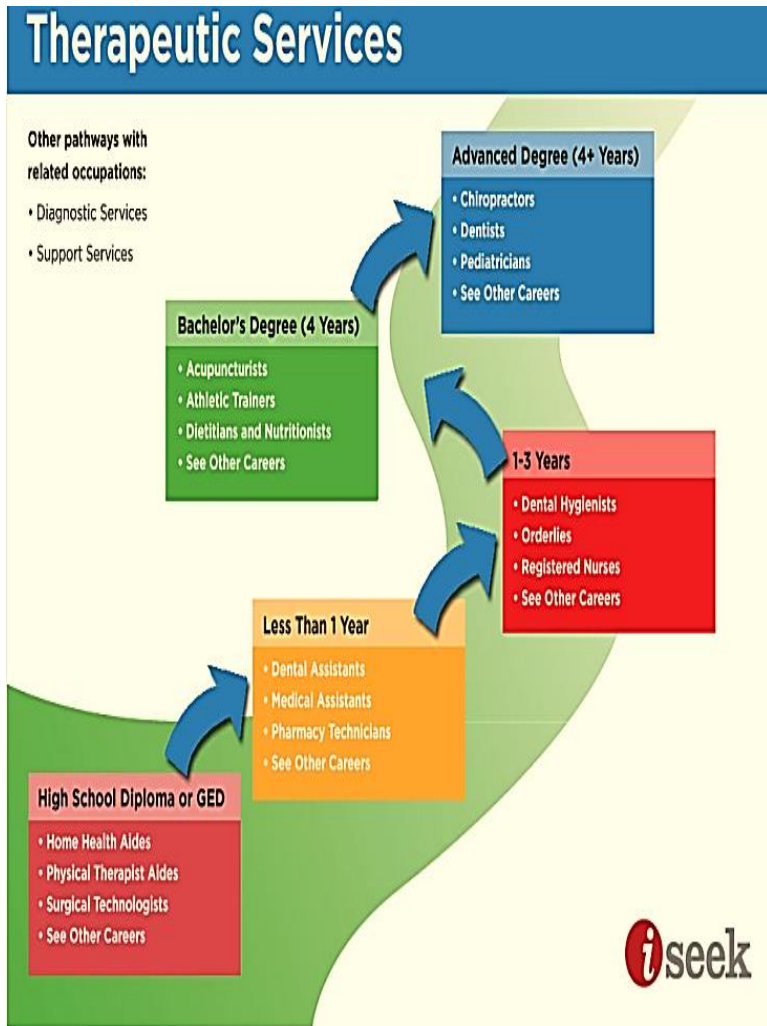 Therapeutic Services
Other pathways with
related occupations:
• Diagnostic Services
• Support Services
Advanced Degree (4+ Years)
• Chiropractors
• Dentists
• Pediatricians
• See Other Careers
Bachelor's Degree (4 Years)
• Acupuncturists
• Athletic Trainers
• Dietitians and Nutritionists
• See Other Careers
1-3 Years
• Dental Hygienists
• Orderlies
• Registered Nurses
• See Other Careers
Less Than 1 Year
• Dental Assistants
• Medical Assistants
• Pharmacy Technicians
• See Other Careers
High School Diploma or GED
• Home Health Aides
• Physical Therapist Aides
• Surgical Technologists
• See Other Careers
iseek